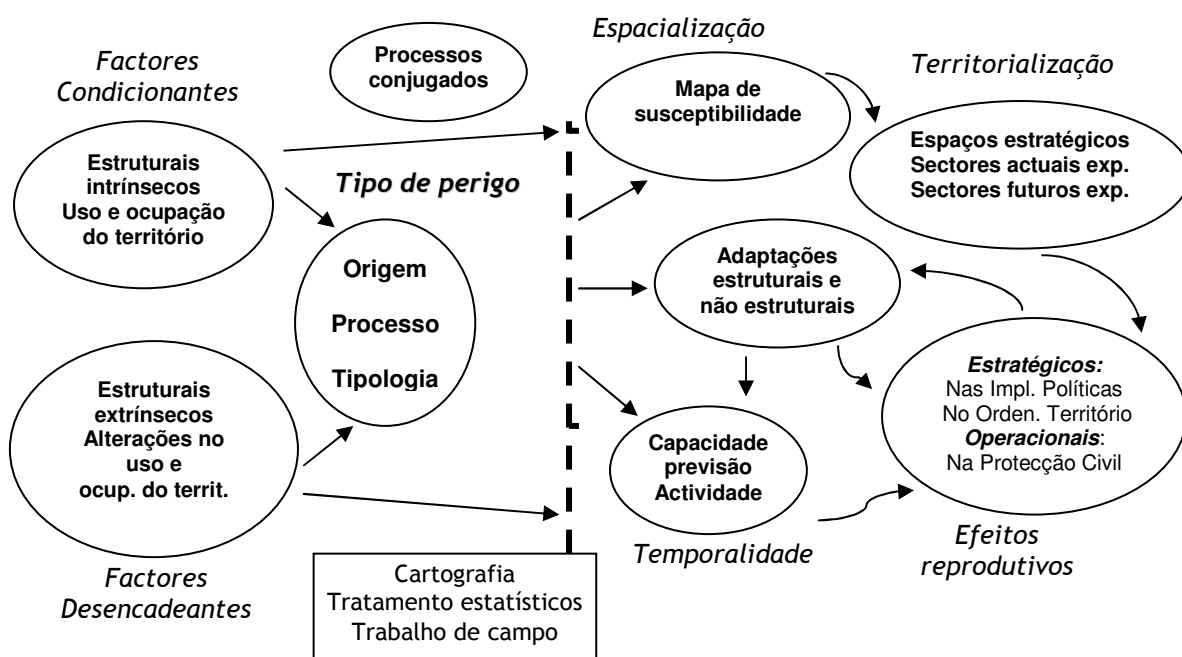 Factores
Condicionantes
Estruturais
intrínsecos
Uso e ocupação
do território
Processos
conjugados
Tipo de perigo
Origem
Processo
Tipologia
Estruturais
extrínsecos
Alterações no
uso e
ocup. do territ.
Factores
Desencadeantes
Cartografia
Tratamento estatísticos
Trabalho de campo
Espacialização
Mapa de
susceptibilidade
Territorialização
Espaços estratégicos
Sectores actuais exp.
Sectores futuros exp.
Adaptações
estruturais e
não estruturais
Capacidade
previsão
Actividade
Temporalidade
Estratégicos:
Nas Impl. Políticas
No Orden. Território
Operacionais:
Na Protecção Civil
Efeitos
reprodutivos